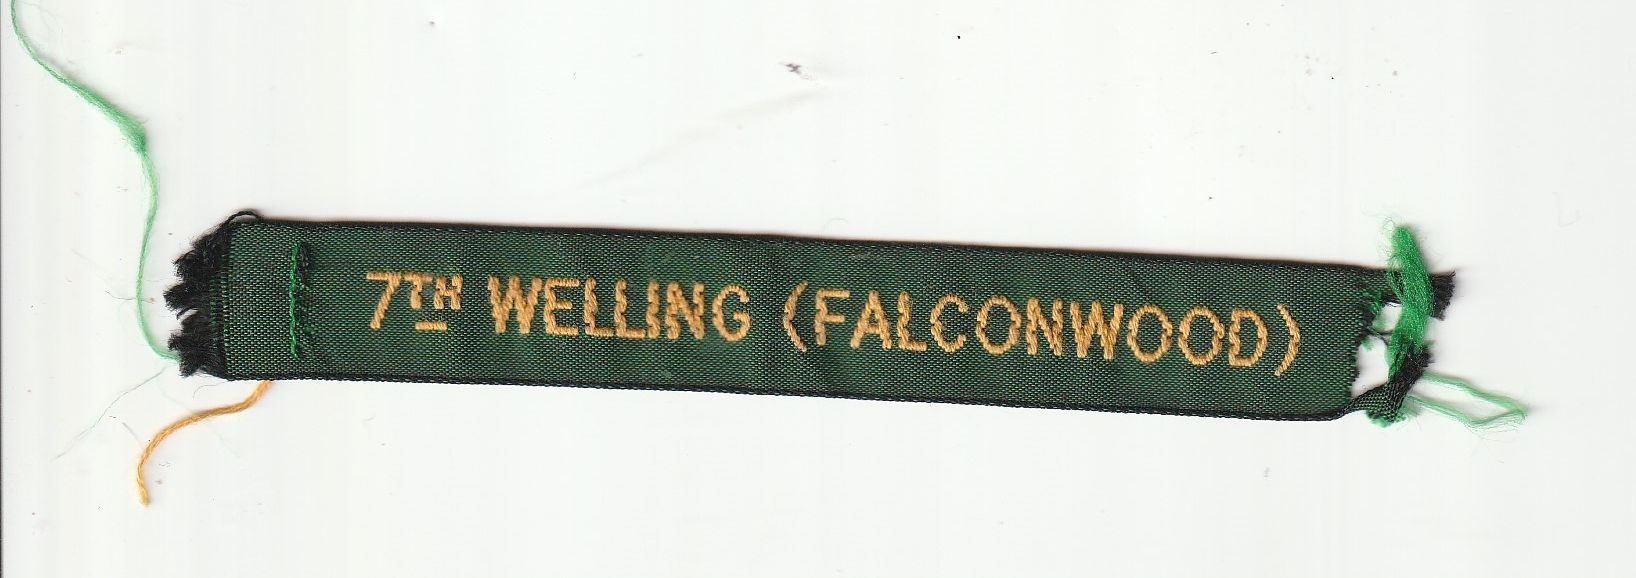 7TH WELLING (FALCONWOOD)